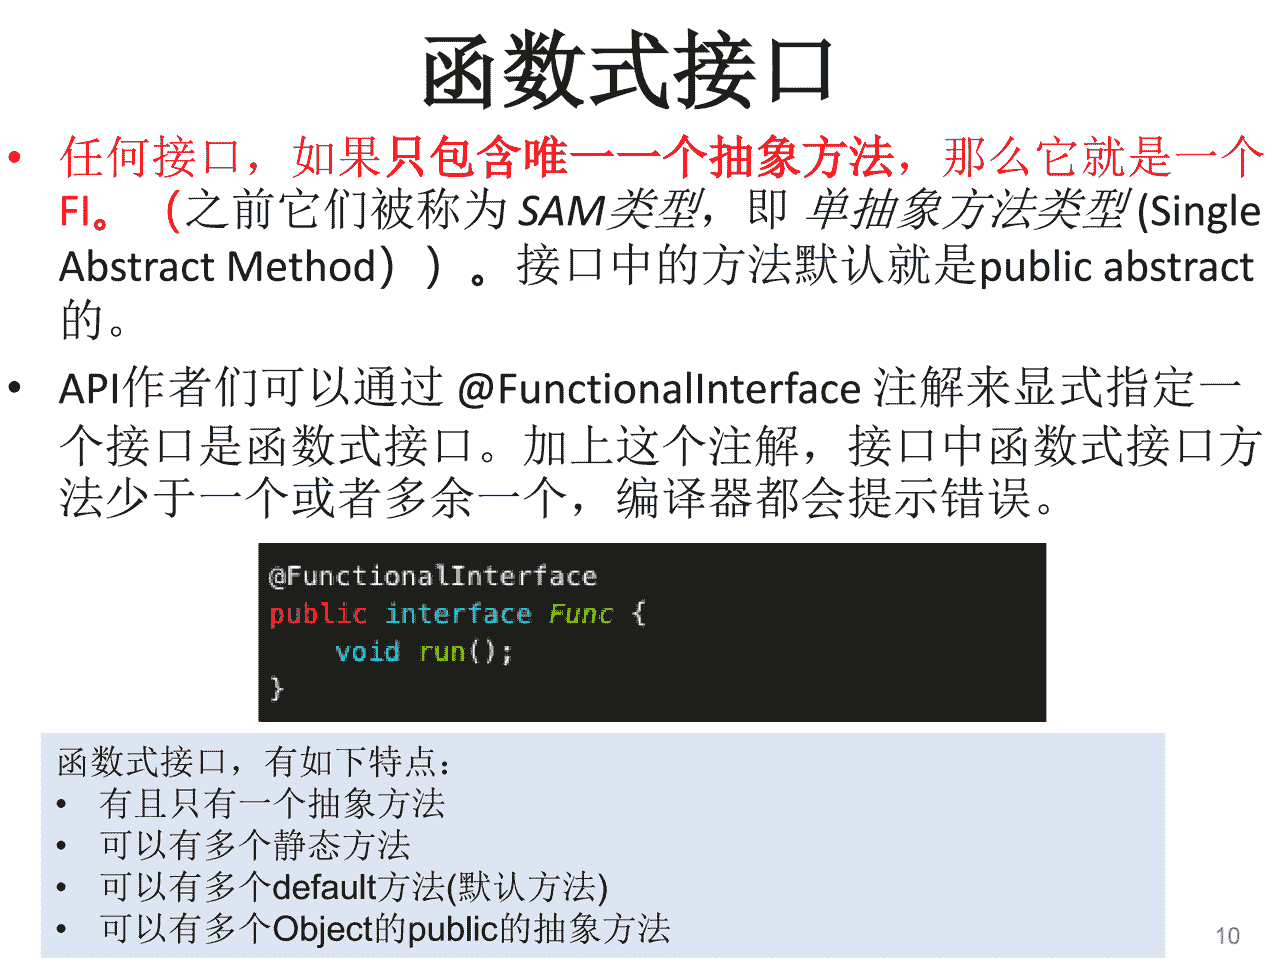 函数式接口
• 任何接口，如果只包含唯一一个抽象方法，那么它就是一个
FI。（之前它们被称为 SAM类型，即 单抽象方法类型 (Single
Abstract Method））。接口中的方法默认就是public abstract
的。
• API作者们可以通过 @FunctionalInterface 注解来显式指定一
个接口是函数式接口。加上这个注解，接口中函数式接口方
法少于一个或者多余一个，编译器都会提示错误。
@FunctionalInterface
public interface Func {
    void run();
}
函数式接口，有如下特点：
• 有且只有一个抽象方法
• 可以有多个静态方法
• 可以有多个default方法(默认方法)
• 可以有多个Object的public的抽象方法
10